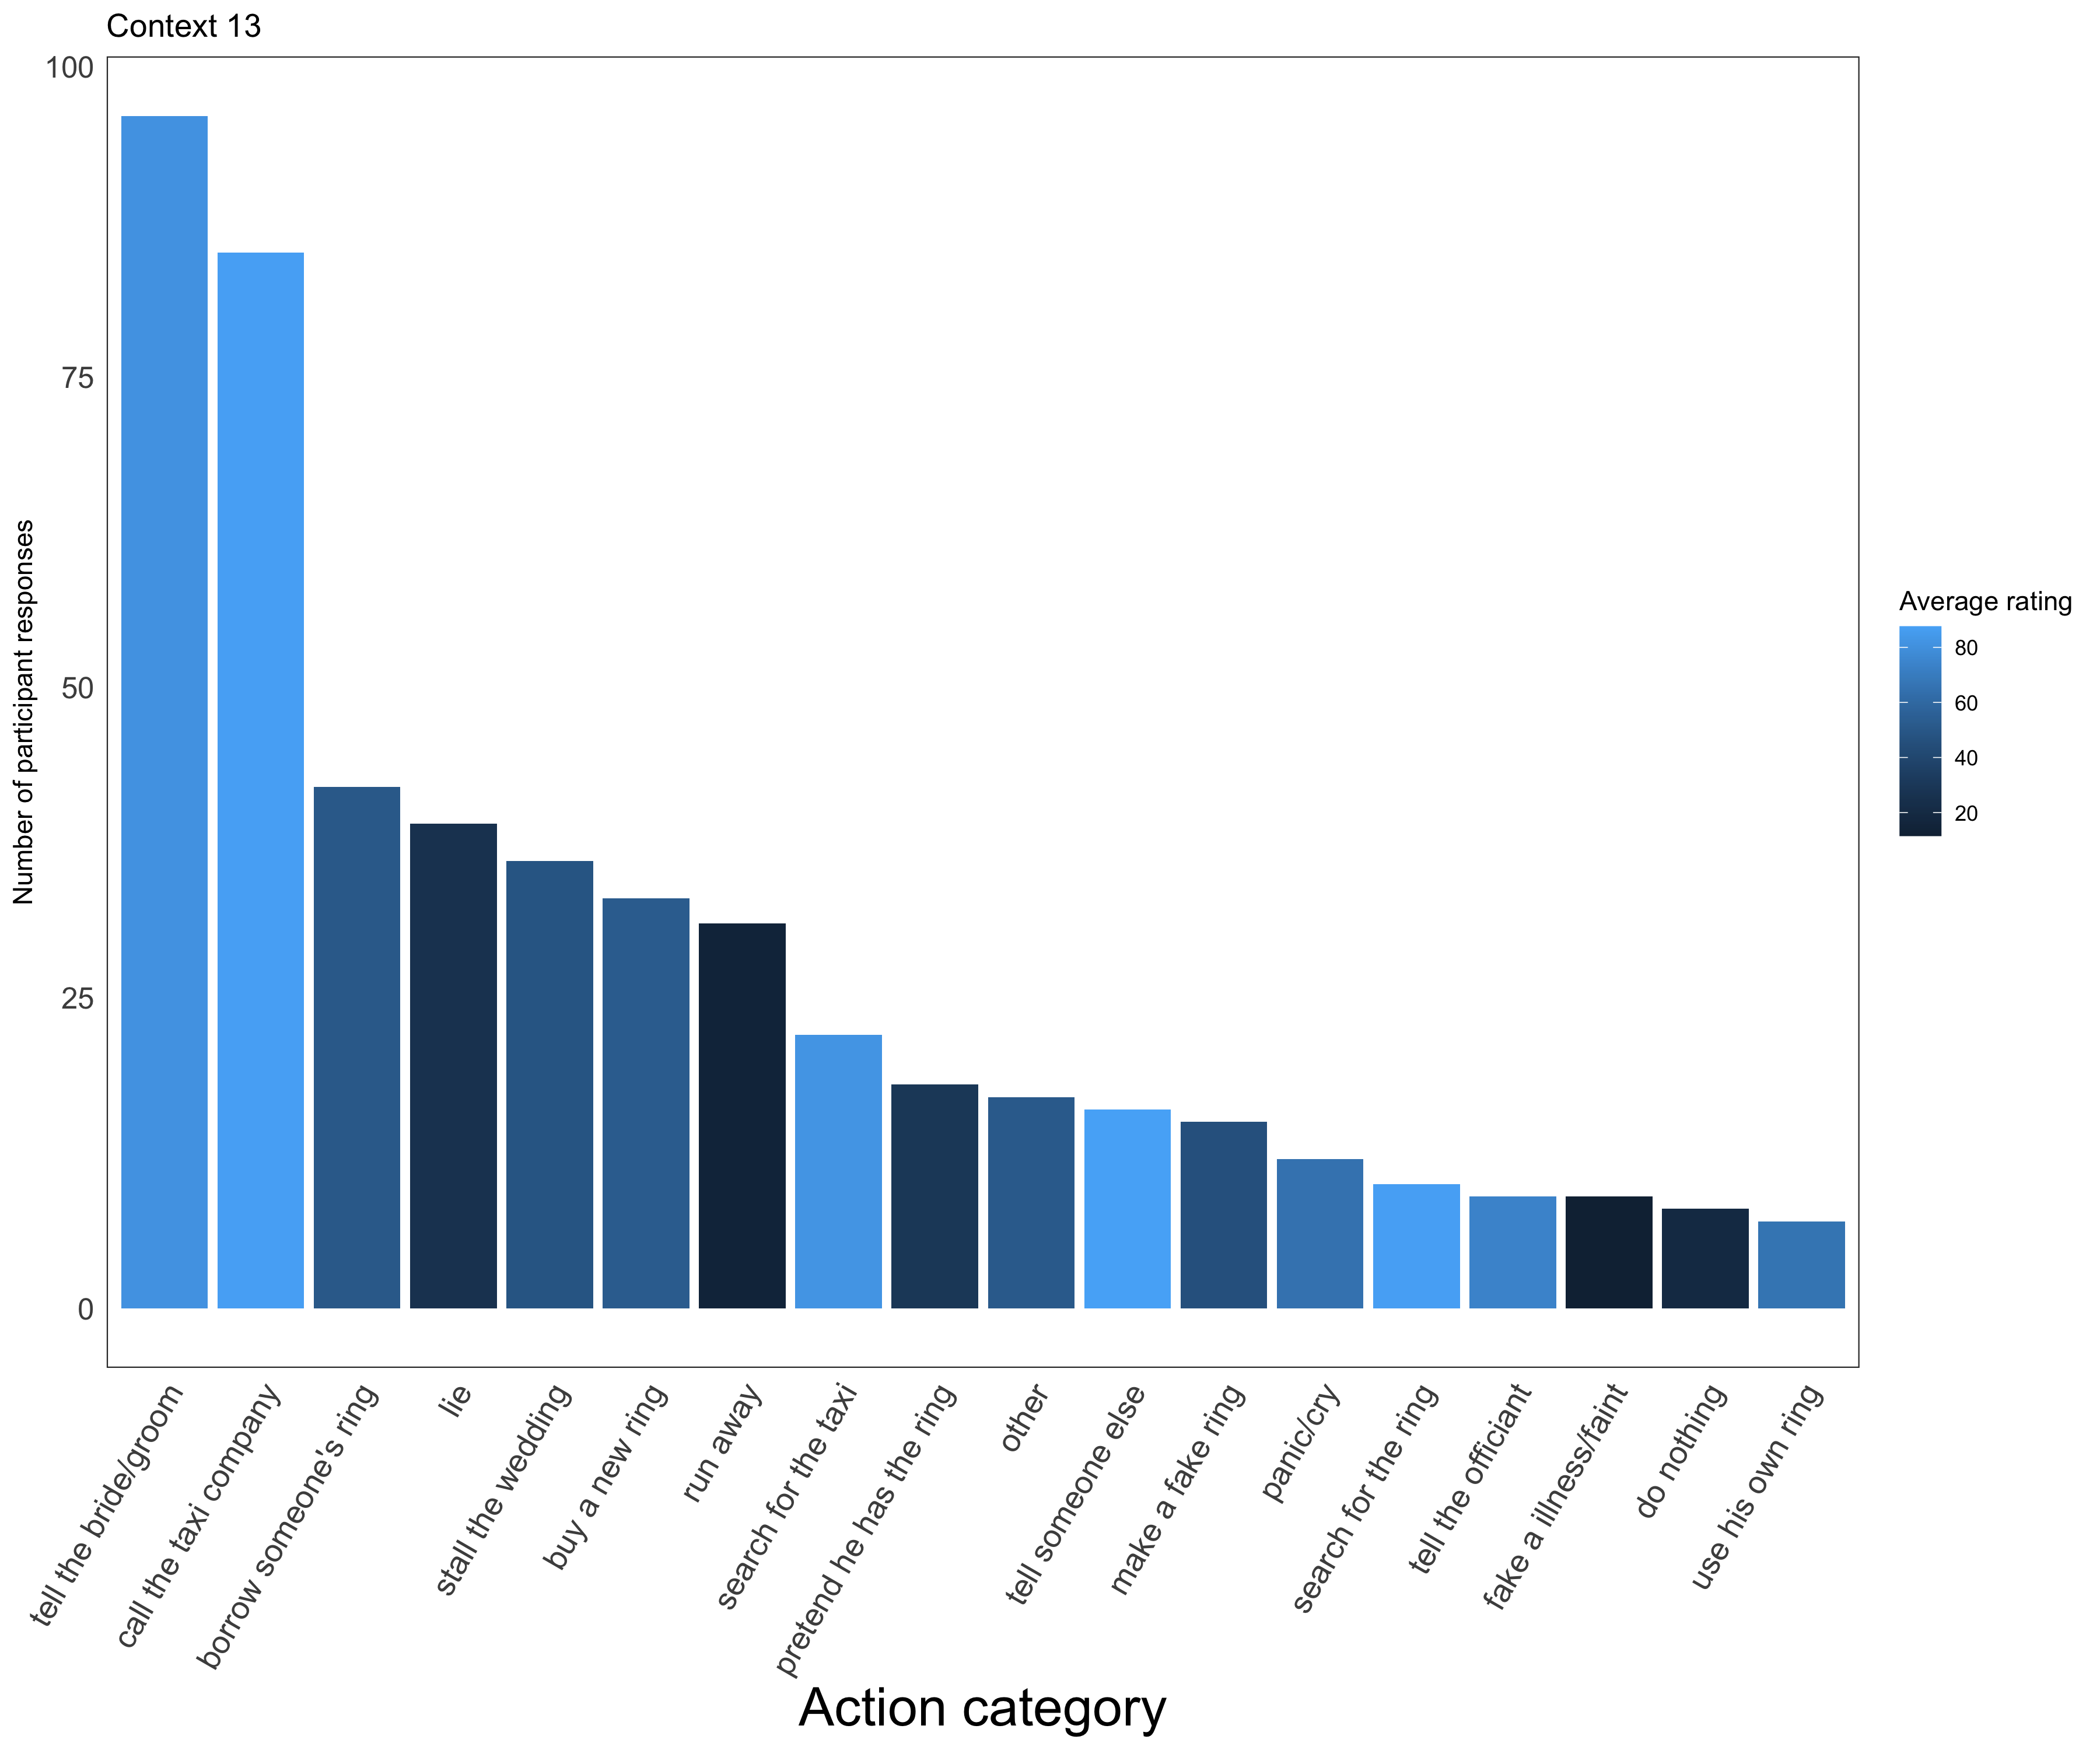 Context 13
Number of participant responses
100
75
50
25
0
tell the bride/groom
call the taxi company
borrow someone's ring
lie
stall the wedding
buy a new ring
run away
search for the taxi
pretend he has the ring
other
tell someone else
make a fake ring
panic/cry
search for the ring
tell the officiant
fake a illness/faint
do nothing
use his own ring
Action category
Average rating
80
60
40
20